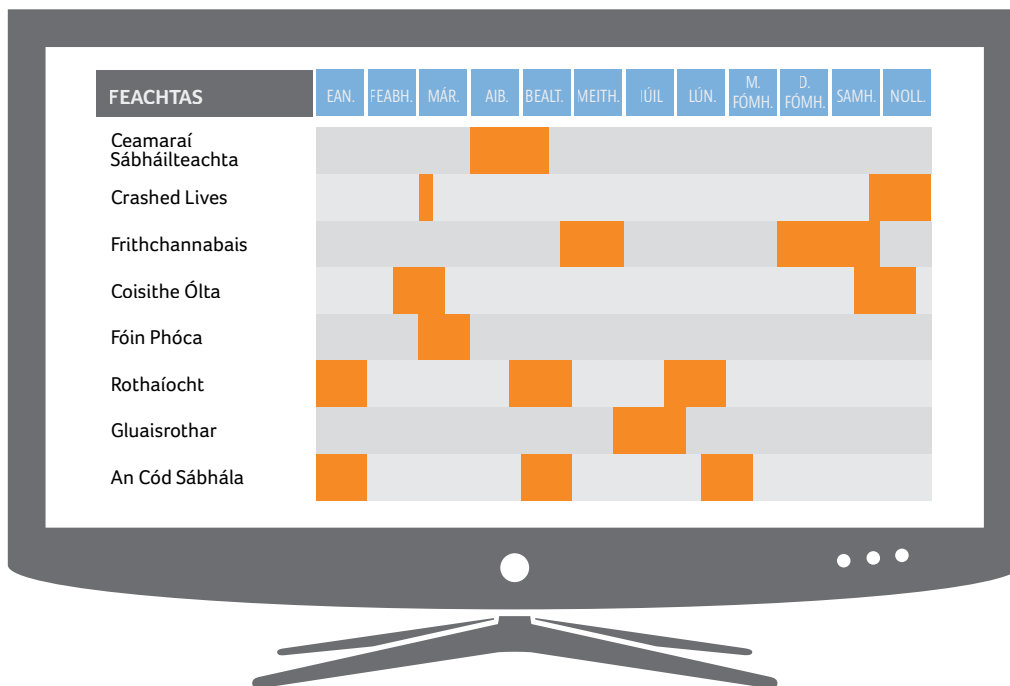 FEACHTAS EAN. FEABH. MÁR. AIB. BEALT. MEITH. IÚIL LÚN. M. FÓMH. D. FÓMH. SAMH. NOLL.
Ceamaraí
Sábháilteachta
Crashed Lives
Frithchannabais
Coisithe Ólta
Fóin Phóca
Rothaíocht
Gluaisrothar
An Cód Sábhála